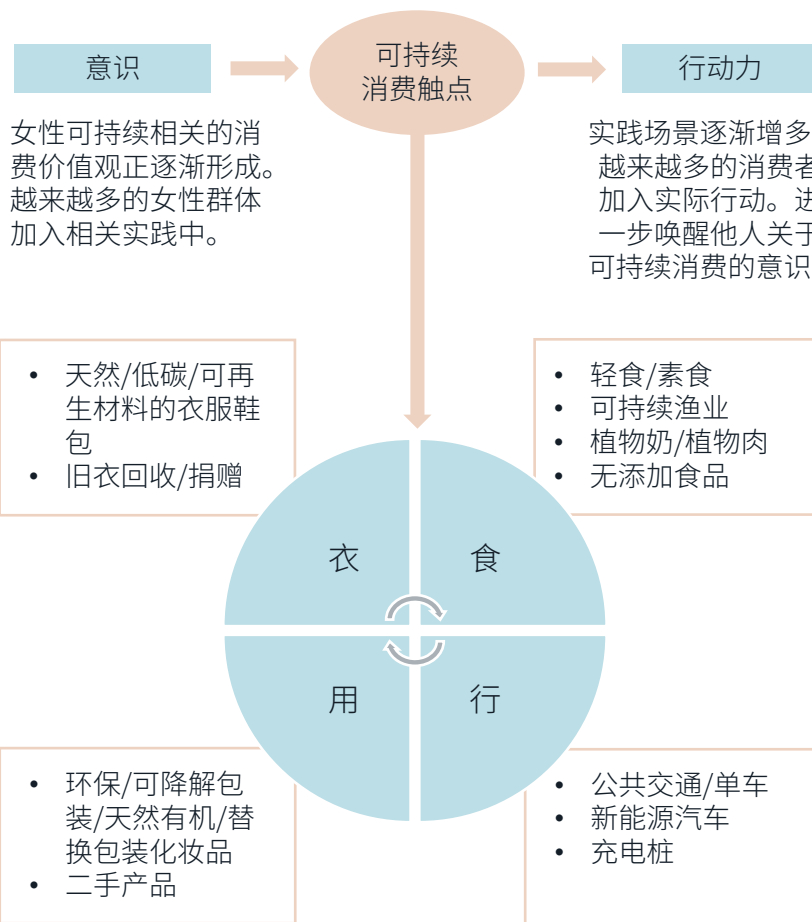 意识
可持续
消费触点
行动力
女性可持续相关的消
费价值观正逐渐形成。
越来越多的女性群体
加入相关实践中。
实践场景逐渐增多
越来越多的消费者
加入实际行动。进
一步唤醒他人关于
可持续消费的意识
• 天然/低碳/可再
生材料的衣服鞋
包
• 旧衣回收/捐赠
• 轻食/素食
• 可持续渔业
• 植物奶/植物肉
• 无添加食品
衣
食
用
行
• 环保/可降解包
装/天然有机/替
换包装化妆品
• 二手产品
• 公共交通/单车
• 新能源汽车
• 充电桩